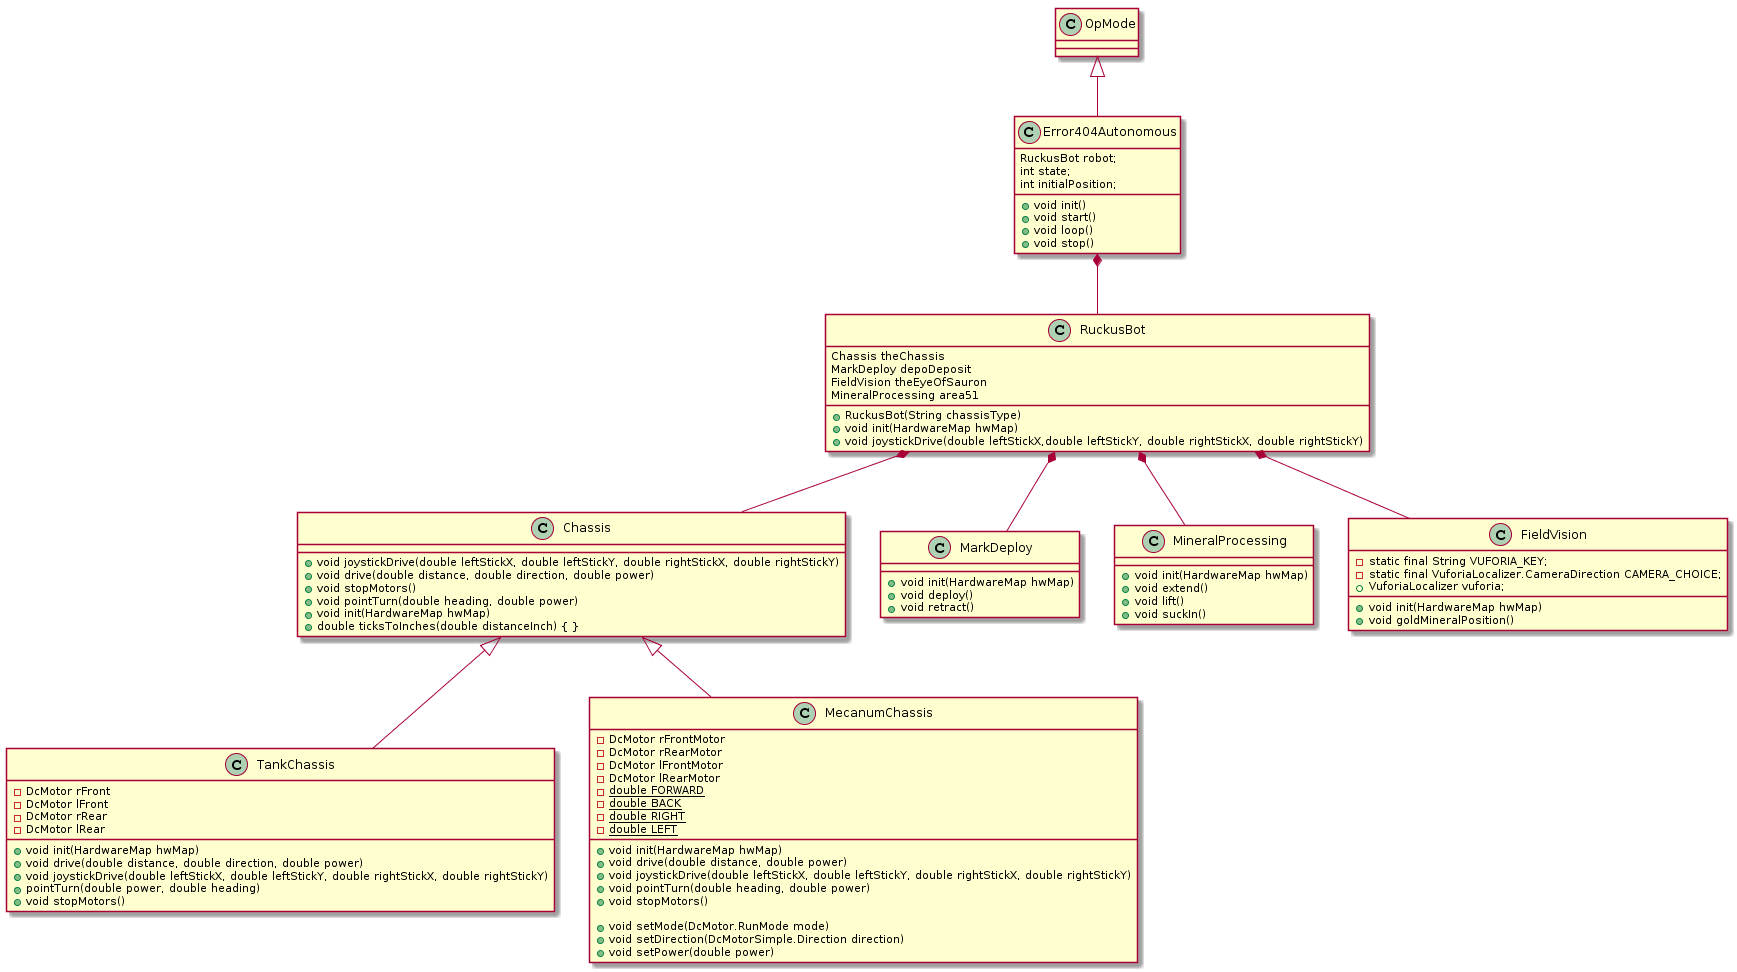 C OpMode
C Error404Autonomous
RuckusBot robot;
int state;
int initialPosition;
void init()
void start()
void loop()
void stop()
C RuckusBot
Chassis theChassis
MarkDeploy depoDeposit
FieldVision theEyeOfSauron
MineralProcessing area51
RuckusBot(String chassisType)
void init(HardwareMap hwMap)
void joystickDrive(double leftStickX,double leftStickY, double rightStickX, double rightStickY)
C Chassis
void joystickDrive(double leftStickX, double leftStickY, double rightStickX, double rightStickY)
void drive(double distance, double direction, double power)
void stopMotors()
void pointTurn(double heading, double power)
void init(HardwareMap hwMap)
double ticksToInches(double distanceInch) { }
C MarkDeploy
void init(HardwareMap hwMap)
void deploy()
void retract()
C MineralProcessing
void init(HardwareMap hwMap)
void extend()
void lift()
void suckIn()
C FieldVision
static final String VUFORIA_KEY;
static final VuforiaLocalizer.CameraDirection CAMERA_CHOICE;
VuforiaLocalizer vuforia;
void init(HardwareMap hwMap)
void goldMineralPosition()
C TankChassis
DcMotor rFront
DcMotor lFront
DcMotor rRear
DcMotor lRear
void init(HardwareMap hwMap)
void drive(double distance, double direction, double power)
void joystickDrive(double leftStickX, double leftStickY, double rightStickX, double rightStickY)
pointTurn(double power, double heading)
void stopMotors()
C MecanumChassis
DcMotor rFrontMotor
DcMotor rRearMotor
DcMotor lFrontMotor
DcMotor lRearMotor
double FORWARD
double BACK
double RIGHT
double LEFT
void init(HardwareMap hwMap)
void drive(double distance, double power)
void joystickDrive(double leftStickX, double leftStickY, double rightStickX, double rightStickY)
void pointTurn(double heading, double power)
void stopMotors()
void setMode(DcMotor.RunMode mode)
void setDirection(DcMotorSimple.Direction direction)
void setPower(double power)